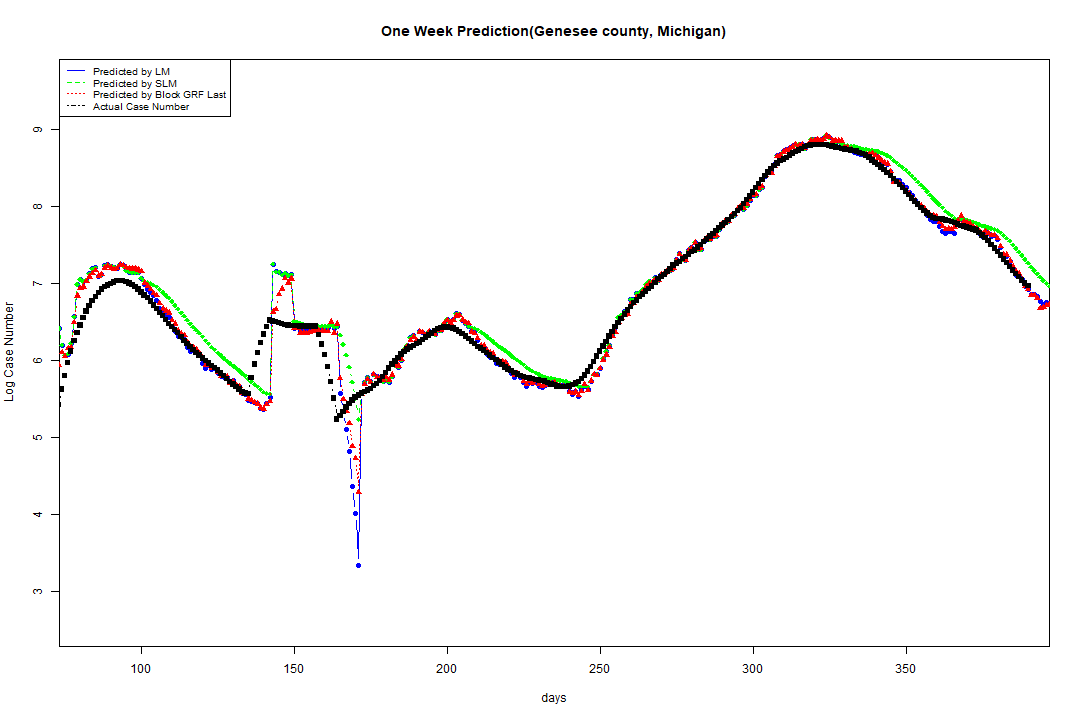 One Week Prediction(Genesee county, Michigan)
Predicted by LM
Predicted by SLM
Predicted by Block GRF Last
Actual Case Number
Log Case Number
9
8
7
6
5
4
3
100 150 200 250 300 350
days